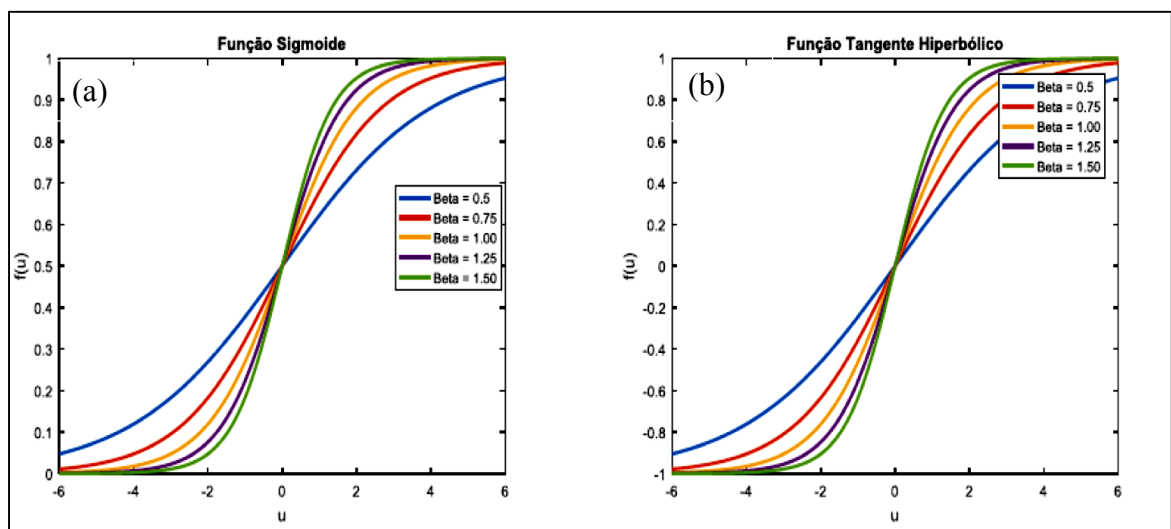 Função Sigmoide
(a)
1
0.9
0.8
0.7
0.6
0.5
0.4
0.3
0.2
0.1
0
f(u)
-6
-4
-2
0
2
4
6
u
Beta = 0.5
Beta = 0.75
Beta = 1.00
Beta = 1.25
Beta = 1.50
Função Tangente Hiperbólico
(b)
1
0.8
0.6
0.4
0.2
0
-0.2
-0.4
-0.6
-0.8
-1
f(u)
-6
-4
-2
0
2
4
6
u
Beta = 0.5
Beta = 0.75
Beta = 1.00
Beta = 1.25
Beta = 1.50